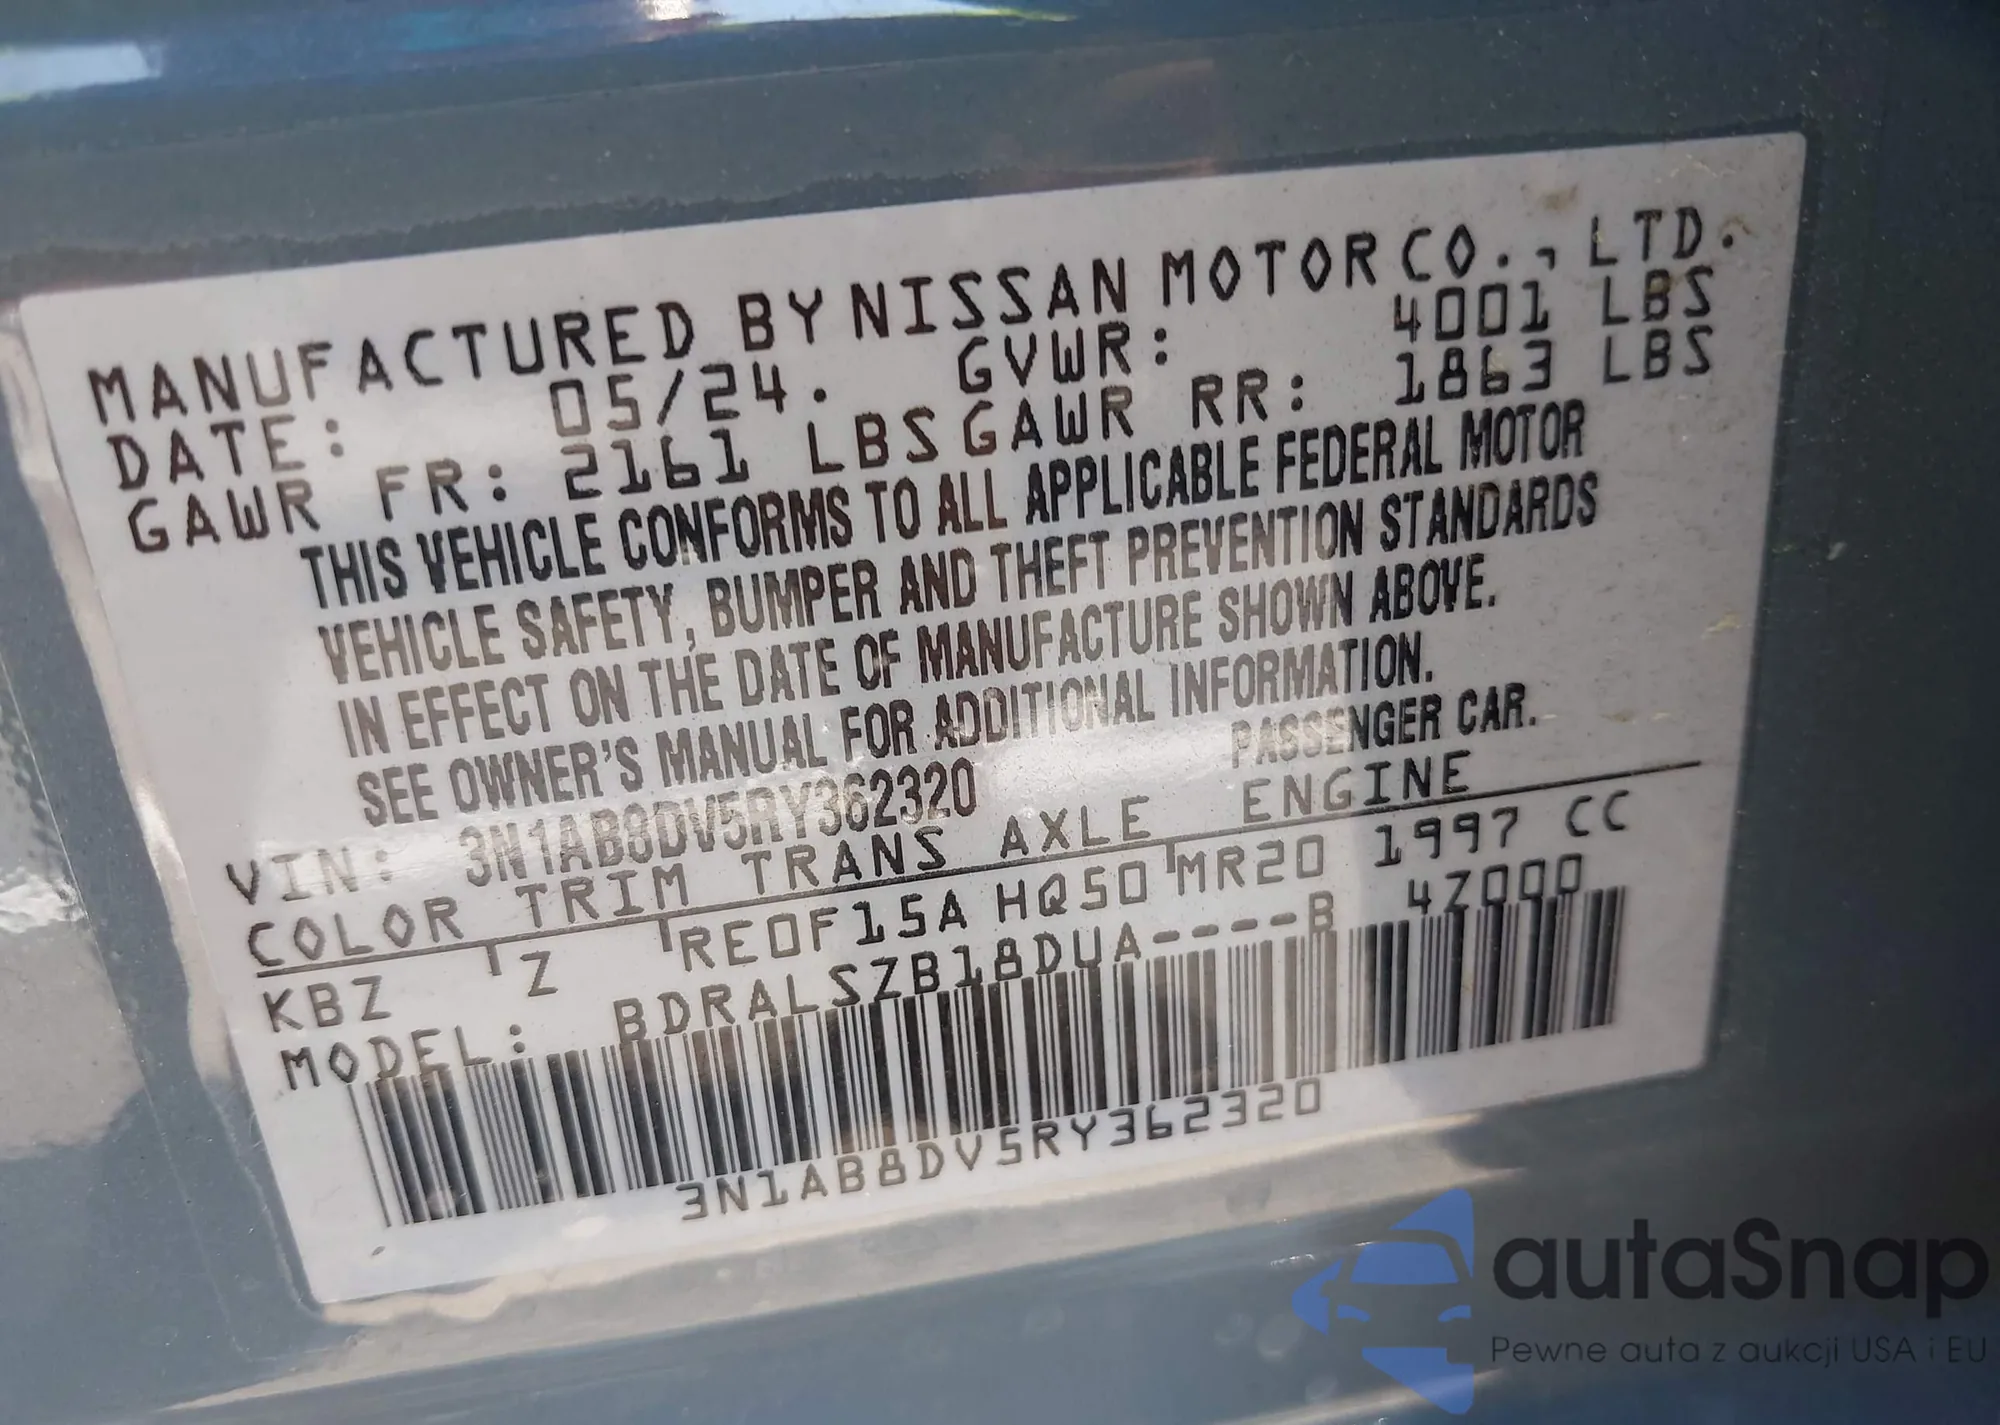 MANUFACTURED BY NISSAN MOTOR CO., LTD.
DATE: 05/24. GVWR: 4001 LBS
GAWR FR: 2161 LBS GAWR RR: 1863 LBS
THIS VEHICLE CONFORMS TO ALL APPLICABLE FEDERAL MOTOR
VEHICLE SAFETY, BUMPER AND THEFT PREVENTION STANDARDS
IN EFFECT ON THE DATE OF MANUFACTURE SHOWN ABOVE.
SEE OWNER'S MANUAL FOR ADDITIONAL INFORMATION.
PASSENGER CAR.
VIN: 3N1AB8DV5RY362320
COLOR TRIM TRANS AXLE ENGINE
KBZ Z RE0F15A HQ50 MR20 1997 CC
MODEL: BDRALSZB18DUA----B 4Z000
3N1AB8DV5RY362320
autaSnap
Pewne auta z aukcji USA i EU